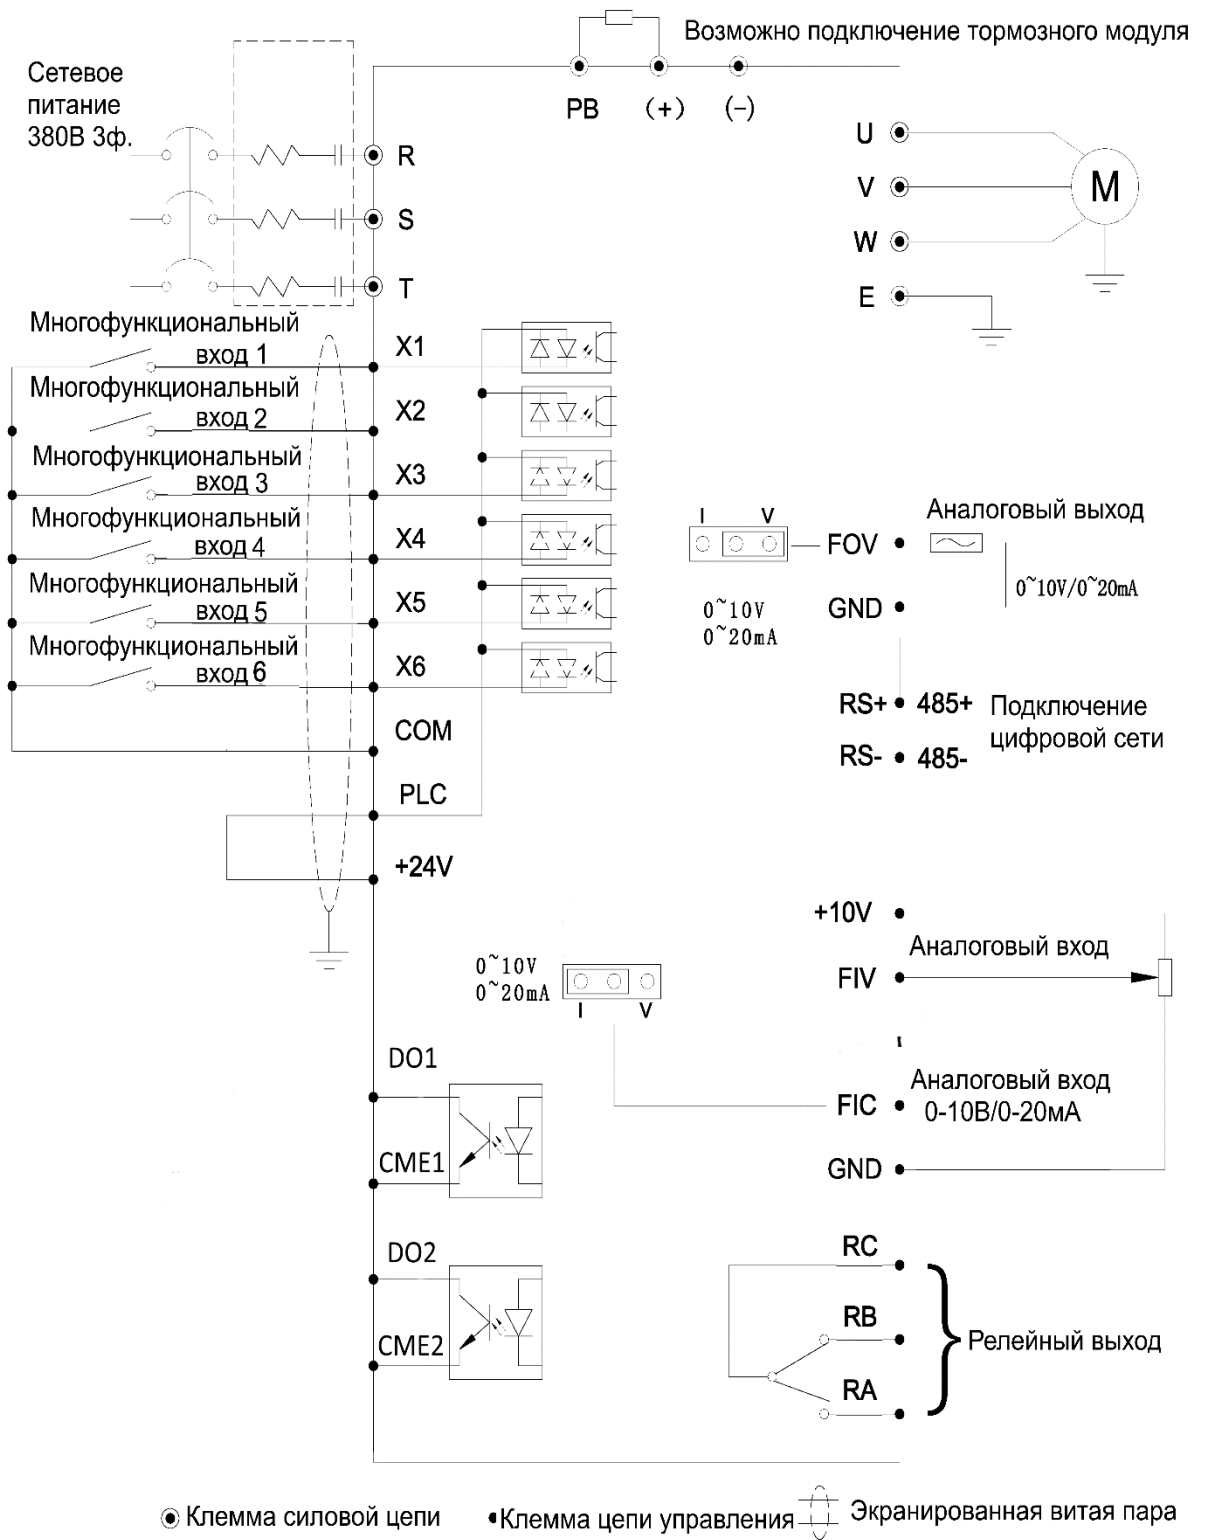 Возможно подключение тормозного модуля
Сетевое
питание
380В 3ф.
PB
(+)
(-)
R
S
T
U
V
W
E
M
Многофункциональный
вход 1
X1
Многофункциональный
вход 2
X2
Многофункциональный
вход 3
X3
Многофункциональный
вход 4
X4
Многофункциональный
вход 5
X5
Многофункциональный
вход 6
X6
COM
PLC
+24V
I V
FOV
Аналоговый выход
0~10V
0~20mA
GND
0~10V/0~20mA
RS+ 485+
RS- 485-
Подключение
цифровой сети
+10V
Аналоговый вход
FIV
0~10V
0~20mA
I V
FIC
Аналоговый вход
0-10В/0-20мА
GND
DO1
CME1
DO2
CME2
RC
RB
RA
Релейный выход
Клемма силовой цепи
Клемма цепи управления
Экранированная витая пара